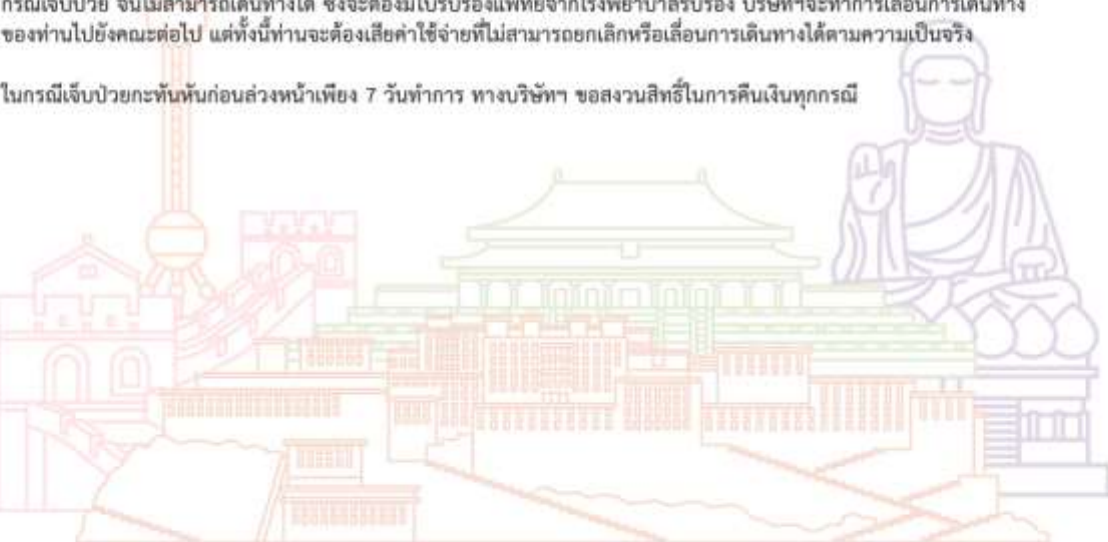 กรณีเจ็บป่วย จนไม่สามารถเดินทางได้ ซึ่งจะต้องมีใบรับรองแพทย์จากโรงพยาบาลรับรอง บริษัทฯจะทำการเลื่อนการเดินทาง
ของท่านไปยังคณะต่อไป แต่ทั้งนี้ท่านจะต้องเสียค่าใช้จ่ายที่ไม่สามารถยกเลิกหรือเลื่อนการเดินทางได้ตามความเป็นจริง
ในกรณีเจ็บป่วยกะทันหันก่อนล่วงหน้าเพียง 7 วันทำการ ทางบริษัทฯ ขอสงวนสิทธิ์ในการคืนเงินทุกกรณี